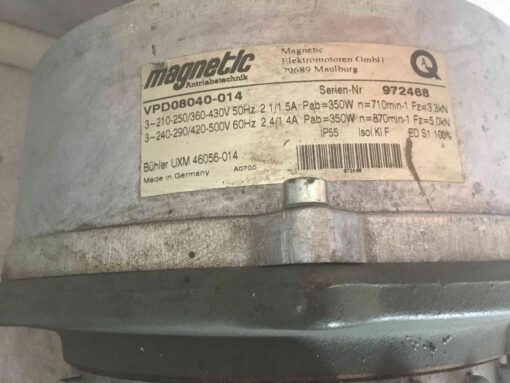 magnetic
Antriebstechnik
Magnetic
Elektromotoren GmbH
79689 Maulburg
Q
VPD08040-014
Serien-Nr 972468
3~210-250/360-430V 50Hz 2.1/1.5A Pab=350W n=710min-1 Fz=3.3kN
3~240-290/420-500V 60Hz 2.4/1.4A Pab=350W n=870min-1 Fz=5.0kN
IP55 Isol.Kl F ED S1 100%
Bühler UXM 46056-014
Made in Germany A0700
972468